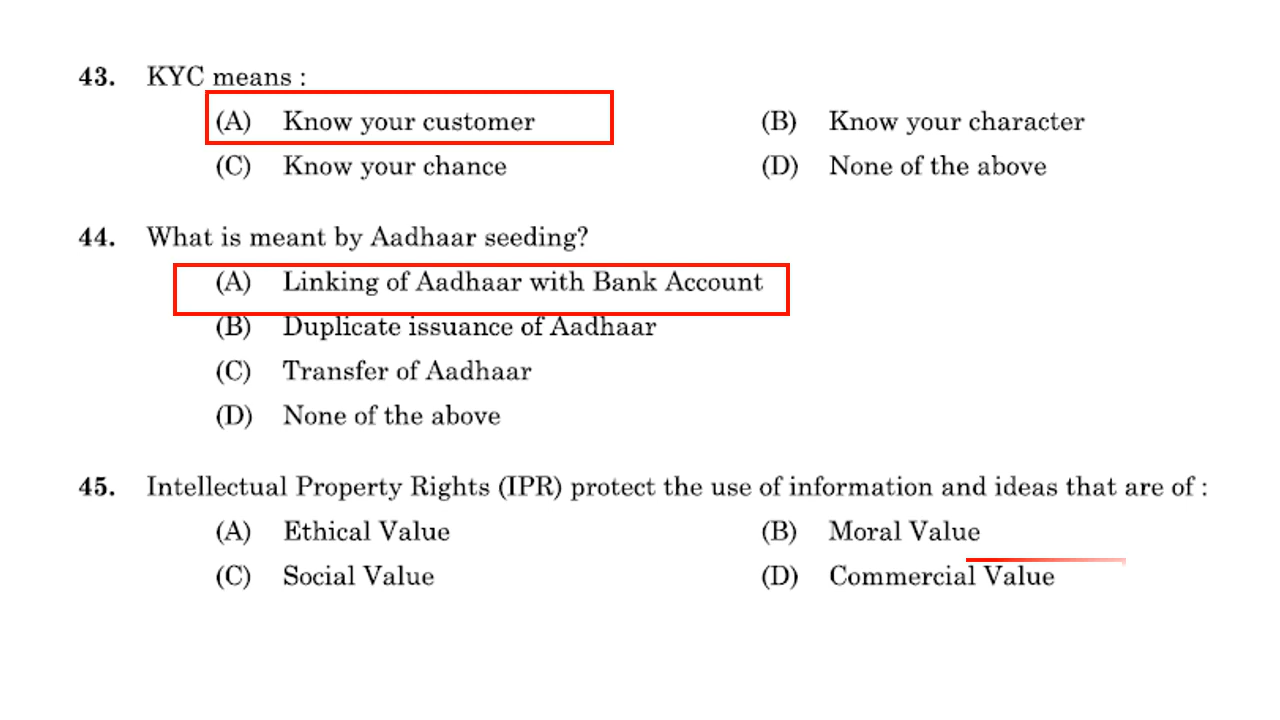 43. KYC means :
(A) Know your customer (B) Know your character
(C) Know your chance (D) None of the above
44. What is meant by Aadhaar seeding?
(A) Linking of Aadhaar with Bank Account
(B) Duplicate issuance of Aadhaar
(C) Transfer of Aadhaar
(D) None of the above
45. Intellectual Property Rights (IPR) protect the use of information and ideas that are of :
(A) Ethical Value (B) Moral Value
(C) Social Value (D) Commercial Value